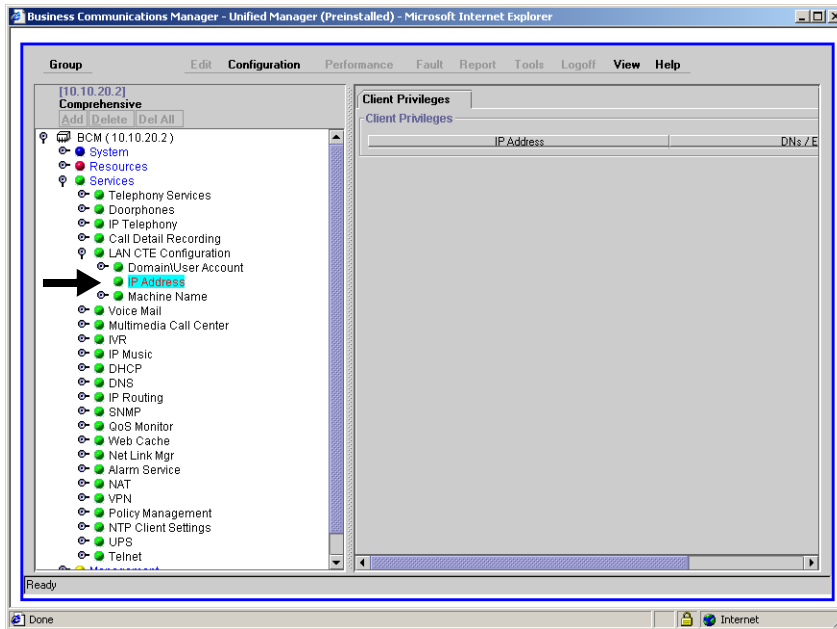 Business Communications Manager - Unified Manager (Preinstalled) - Microsoft Internet Explorer
Group Edit Configuration Performance Fault Report Tools Logoff View Help
[10.10.20.2]
Comprehensive
Add Delete Del All
BCM ( 10.10.20.2 )
System
Resources
Services
Telephony Services
Doorphones
IP Telephony
Call Detail Recording
LAN CTE Configuration
Domain\User Account
IP Address
Machine Name
Voice Mail
Multimedia Call Center
IVR
IP Music
DHCP
DNS
IP Routing
SNMP
QoS Monitor
Web Cache
Net Link Mgr
Alarm Service
NAT
VPN
Policy Management
NTP Client Settings
UPS
Telnet
Management
Client Privileges
Client Privileges
IP Address DNs / E
Ready
Done Internet